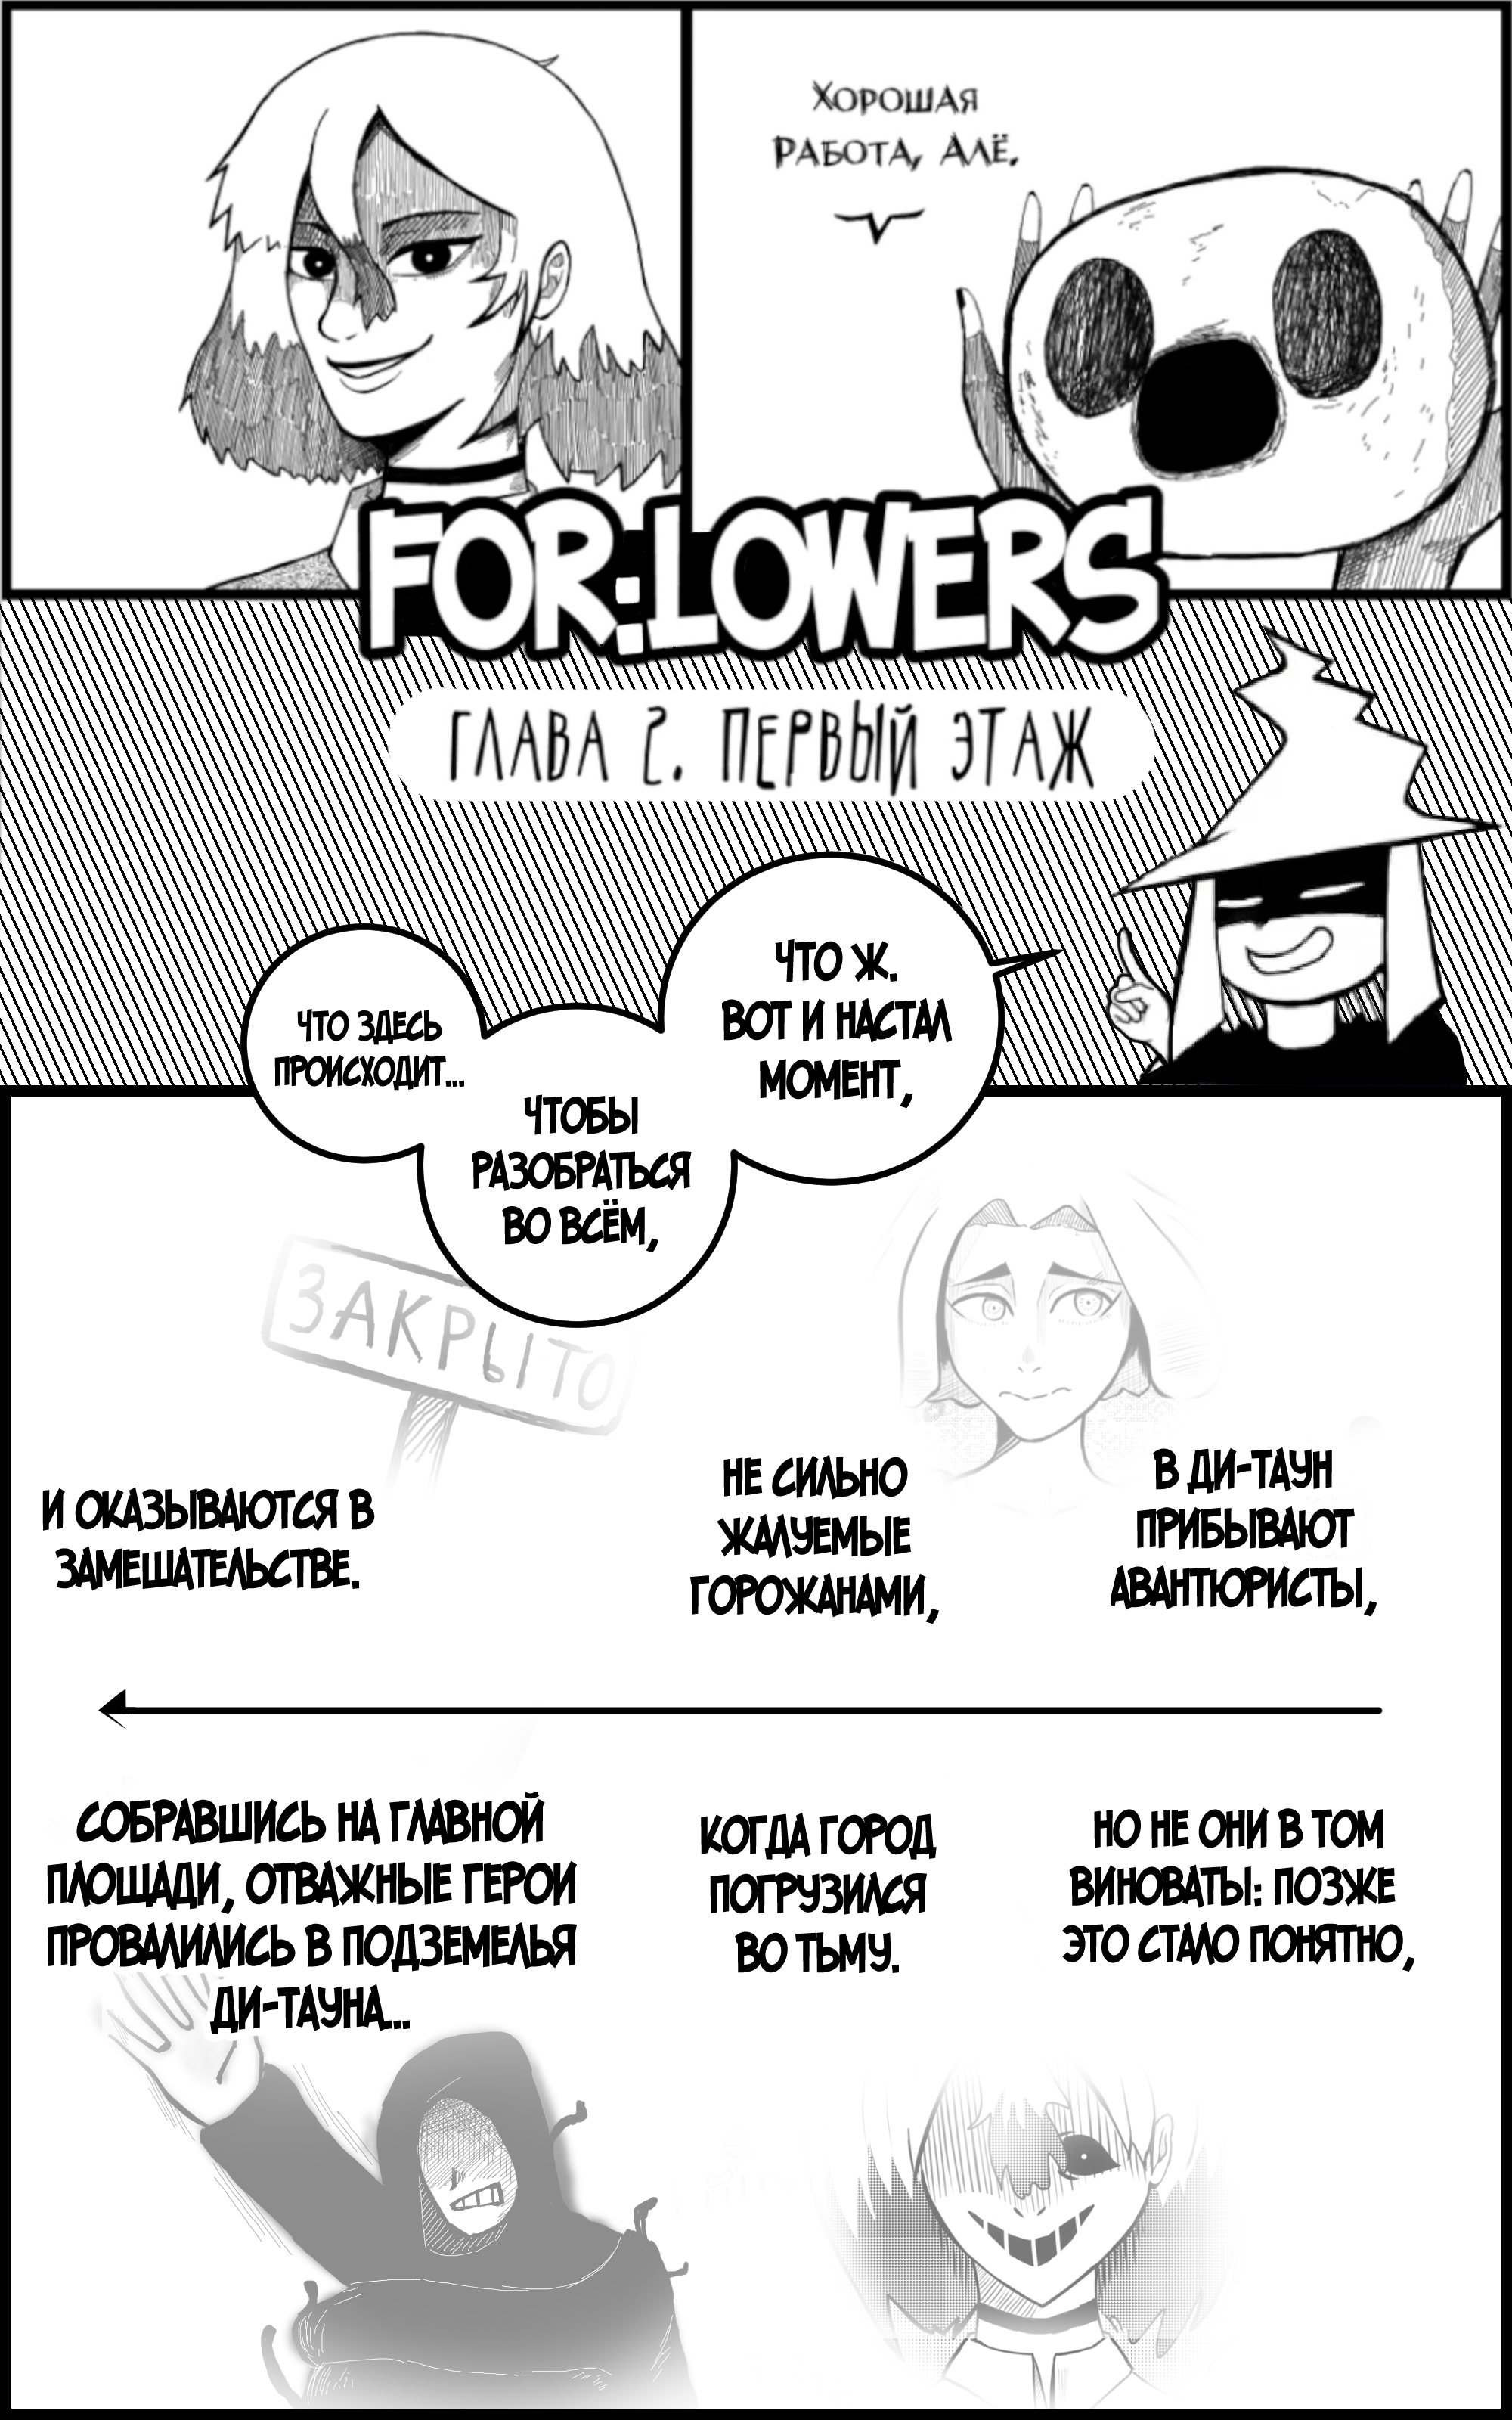 Хорошая
работа, Алё.
FOR:LOWERS
ГЛАВА 2. ПЕРВЫЙ ЭТАЖ
ЧТО Ж.
ВОТ И НАСТАЛ
МОМЕНТ,
ЧТОБЫ
РАЗОБРАТЬСЯ
ВО ВСЁМ,
ЧТО ЗДЕСЬ
ПРОИСХОДИТ...
В ДИ-ТАУН
ПРИБЫВАЮТ
АВАНТЮРИСТЫ,
НЕ СИЛЬНО
ЖАЛУЕМЫЕ
ГОРОЖАНАМИ,
ЗАКРЫТО
И ОКАЗЫВАЮТСЯ В
ЗАМЕШАТЕЛЬСТВЕ.
НО НЕ ОНИ В ТОМ
ВИНОВАТЫ: ПОЗЖЕ
ЭТО СТАЛО ПОНЯТНО,
КОГДА ГОРОД
ПОГРУЗИЛСЯ
ВО ТЬМУ.
СОБРАВШИСЬ НА ГЛАВНОЙ
ПЛОЩАДИ, ОТВАЖНЫЕ ГЕРОИ
ПРОВАЛИЛИСЬ В ПОДЗЕМЕЛЬЯ
ДИ-ТАУНА...